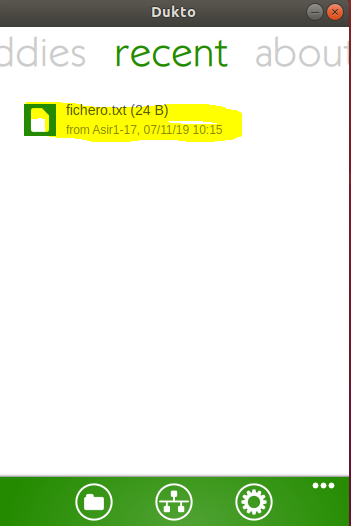 Dukto
ddies recent about
fichero.txt (24 B)
from Asir1-17, 07/11/19 10:15